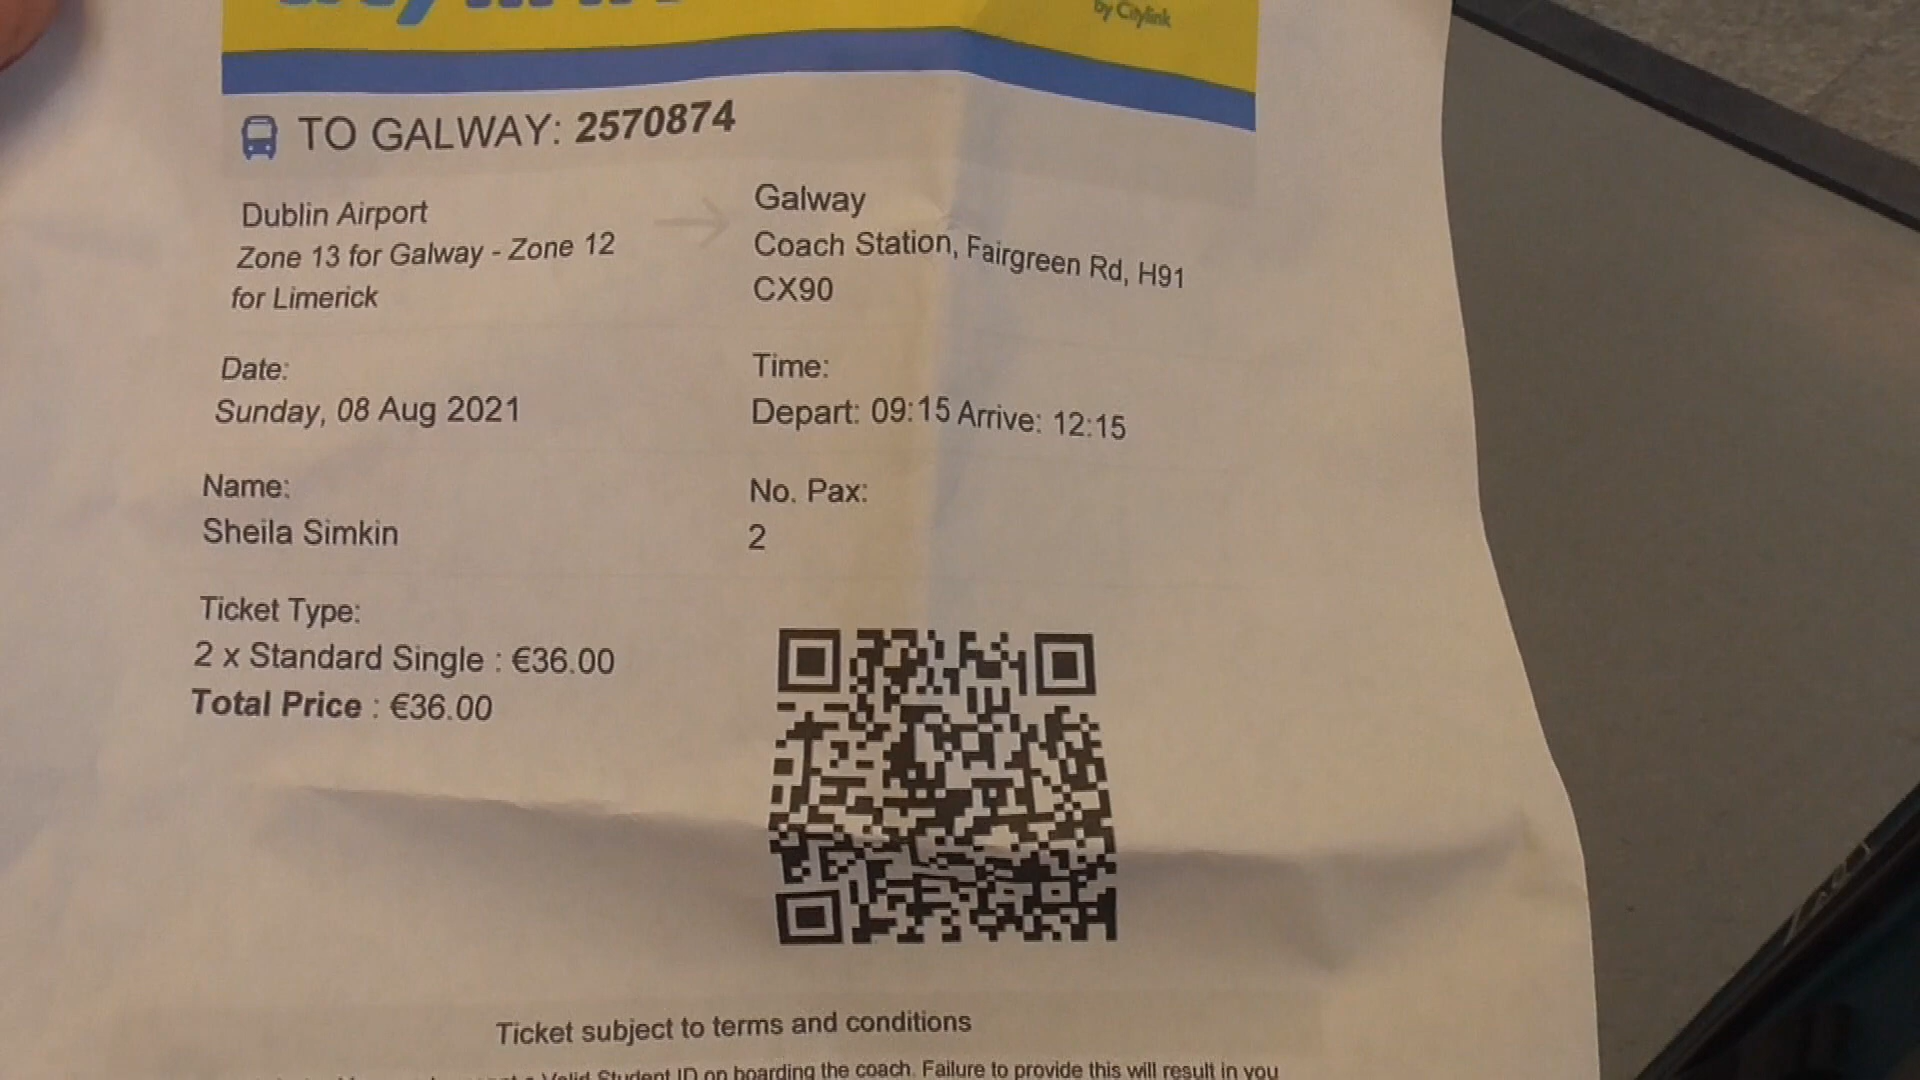 by Citylink
TO GALWAY: 2570874
Dublin Airport
Zone 13 for Galway - Zone 12
for Limerick
Galway
Coach Station, Fairgreen Rd, H91
CX90
Date:
Sunday, 08 Aug 2021
Time:
Depart: 09:15 Arrive: 12:15
Name:
Sheila Simkin
No. Pax:
2
Ticket Type:
2 x Standard Single : €36.00
Total Price : €36.00
Ticket subject to terms and conditions
Valid Student ID on boarding the coach. Failure to provide this will result in you